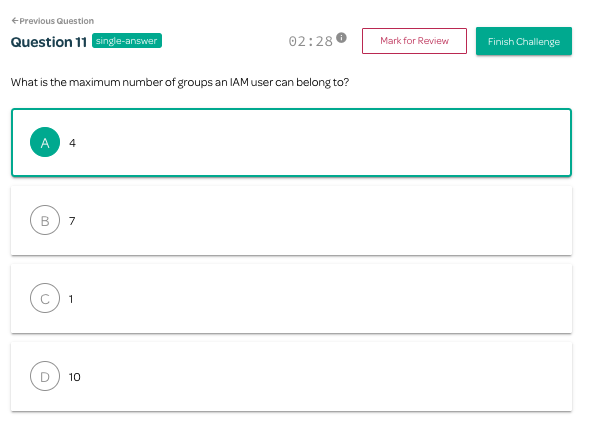 ←Previous Question
Question 11 single-answer 02:28 i Mark for Review Finish Challenge
What is the maximum number of groups an IAM user can belong to?
A 4
B 7
C 1
D 10